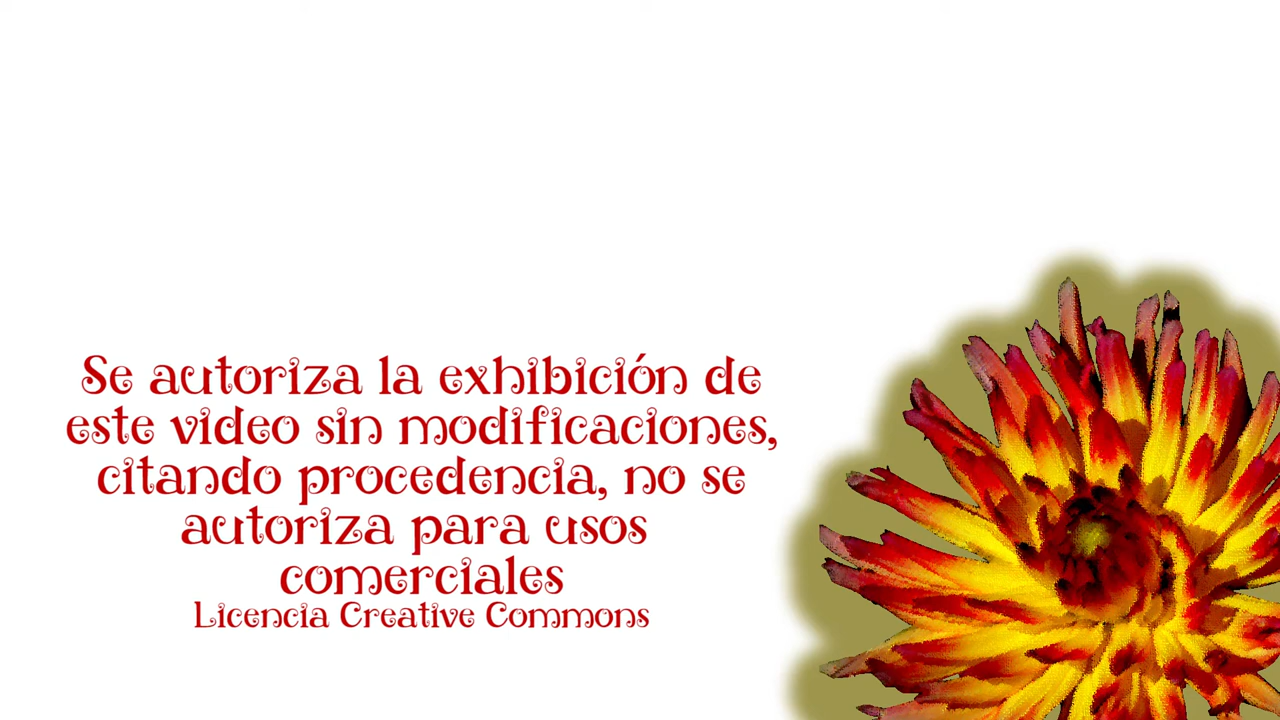 Se autoriza la exhibición de
este video sin modificaciones,
citando procedencia, no se
autoriza para usos
comerciales
Licencia Creative Commons